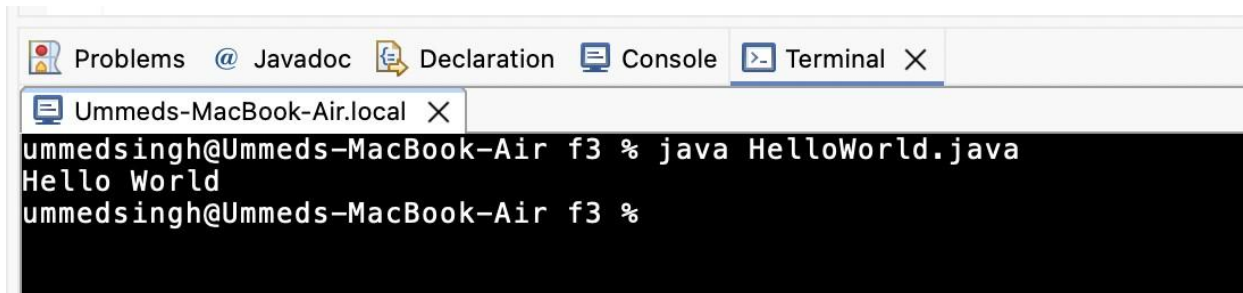 Problems @ Javadoc Declaration Console Terminal
Ummeds-MacBook-Air.local
ummedsingh@Ummeds-MacBook-Air f3 % java HelloWorld.java
Hello World
ummedsingh@Ummeds-MacBook-Air f3 %